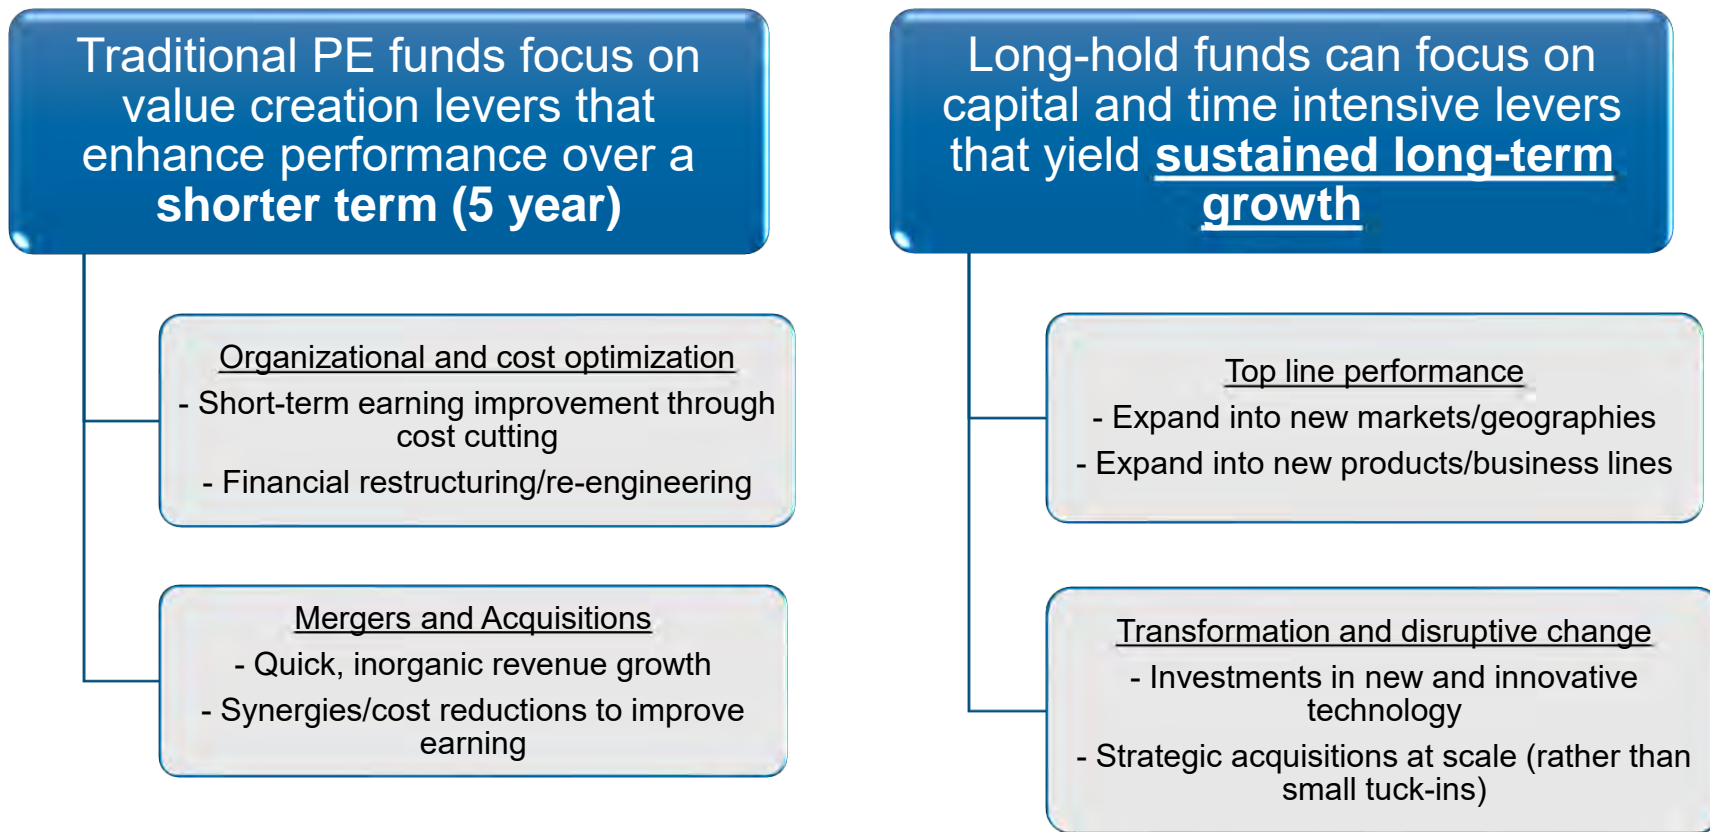 Traditional PE funds focus on
value creation levers that
enhance performance over a
shorter term (5 year)
Organizational and cost optimization
- Short-term earning improvement through
cost cutting
- Financial restructuring/re-engineering
Mergers and Acquisitions
- Quick, inorganic revenue growth
- Synergies/cost reductions to improve
earning
Long-hold funds can focus on
capital and time intensive levers
that yield sustained long-term
growth
Top line performance
- Expand into new markets/geographies
- Expand into new products/business lines
Transformation and disruptive change
- Investments in new and innovative
technology
- Strategic acquisitions at scale (rather than
small tuck-ins)